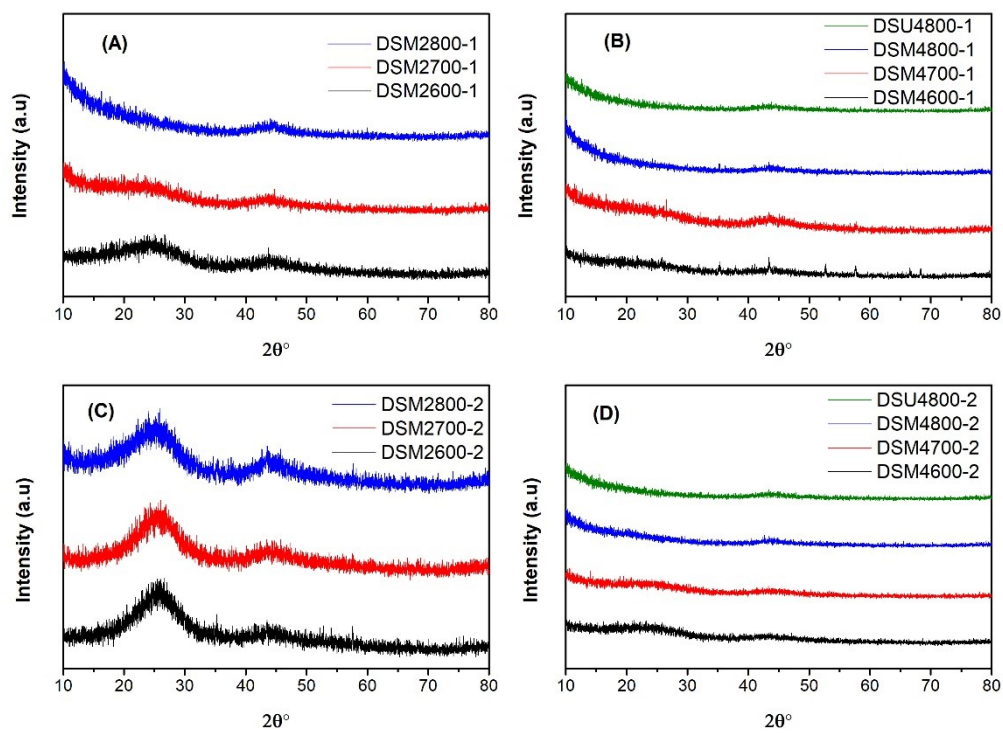 (A)
DSM2800-1
DSM2700-1
DSM2600-1
Intensity (a.u)
10 20 30 40 50 60 70 80
2θ°
(B)
DSU4800-1
DSM4800-1
DSM4700-1
DSM4600-1
Intensity (a.u)
10 20 30 40 50 60 70 80
2θ°
(C)
DSM2800-2
DSM2700-2
DSM2600-2
Intensity (a.u)
10 20 30 40 50 60 70 80
2θ°
(D)
DSU4800-2
DSM4800-2
DSM4700-2
DSM4600-2
Intensity (a.u)
10 20 30 40 50 60 70 80
2θ°